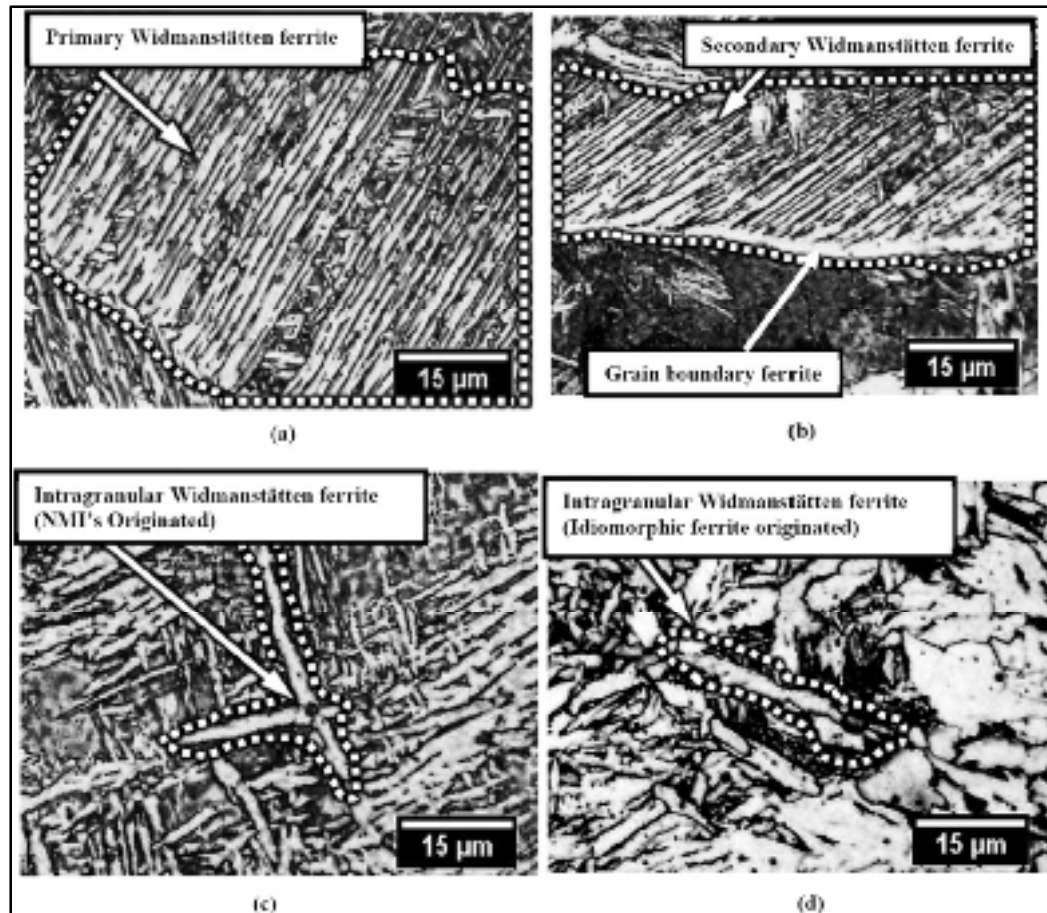 Primary Widmanstätten ferrite
15 µm
(a)
Secondary Widmanstätten ferrite
Grain boundary ferrite
15 µm
(b)
Intragranular Widmanstätten ferrite
(NMI's Originated)
15 µm
(c)
Intragranular Widmanstätten ferrite
(Idiomorphic ferrite originated)
15 µm
(d)